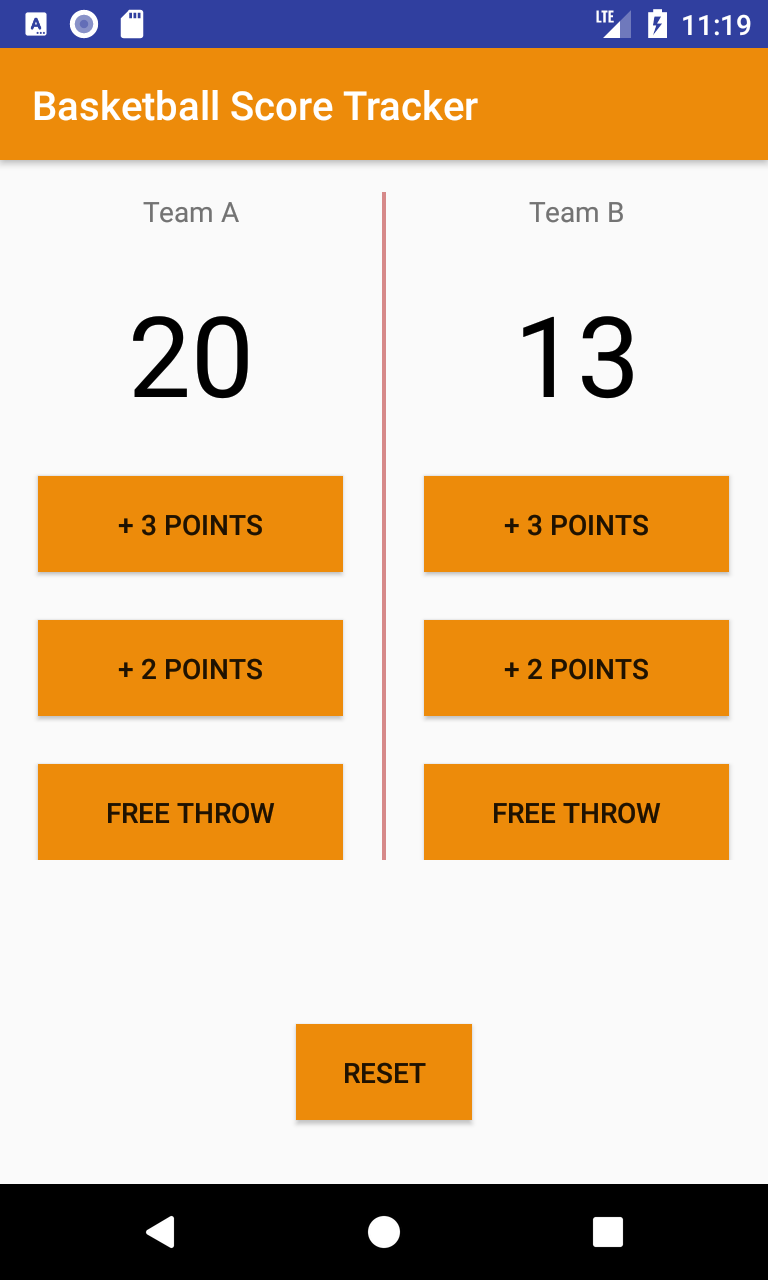 LTE 11:19
Basketball Score Tracker
Team A
20
+ 3 POINTS
+ 2 POINTS
FREE THROW
Team B
13
+ 3 POINTS
+ 2 POINTS
FREE THROW
RESET